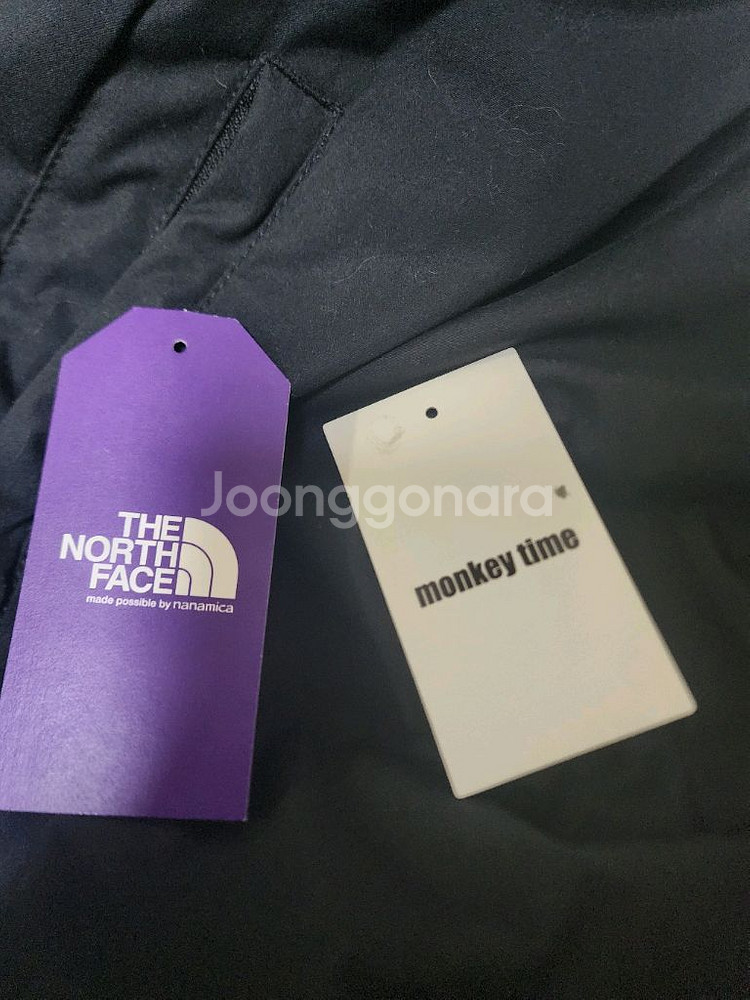 Joonggonara
THE
NORTH
FACE
made possible by nanamica
monkey time